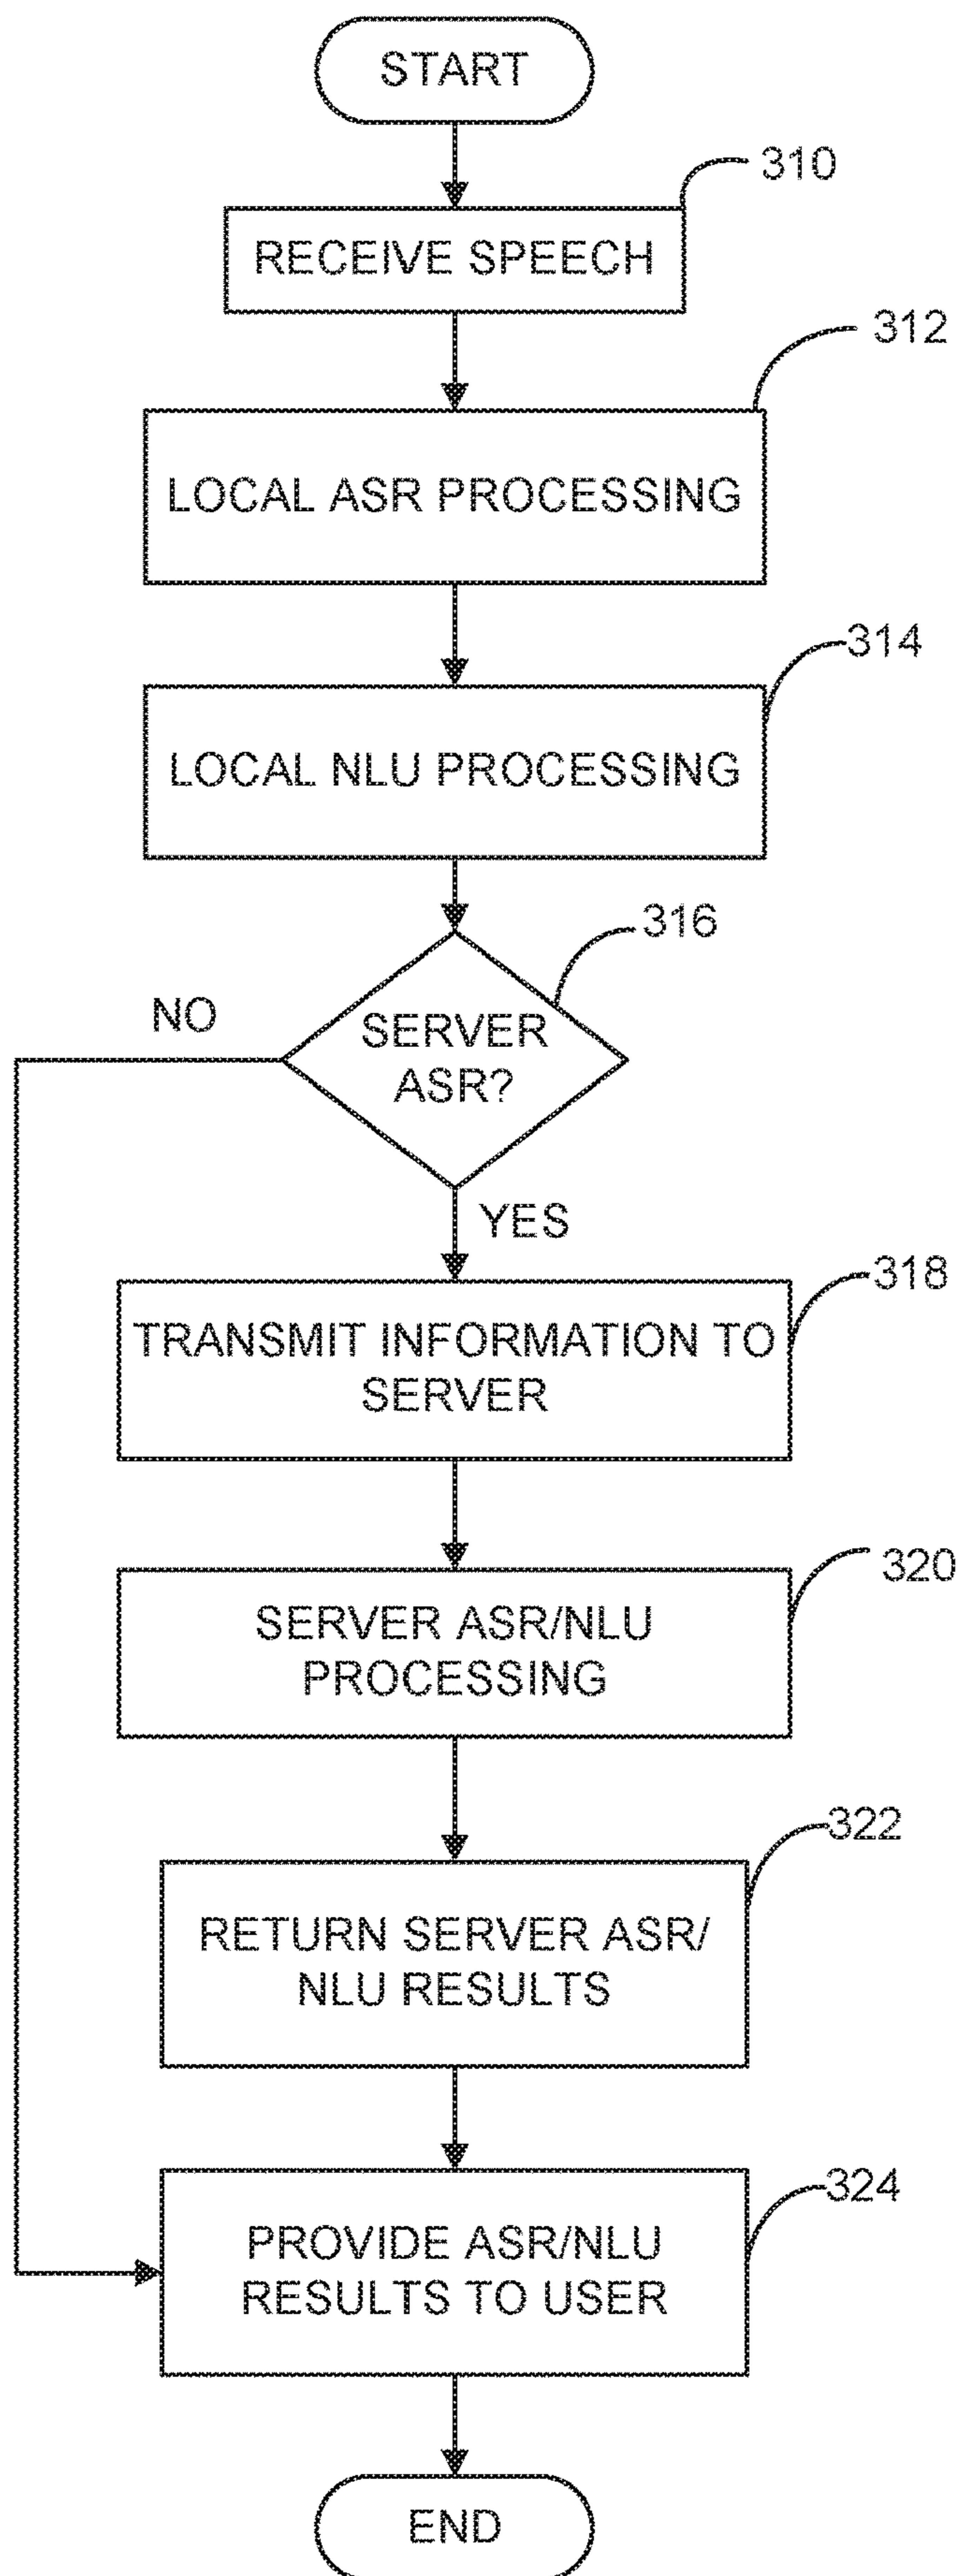 START
310
RECEIVE SPEECH
312
LOCAL ASR PROCESSING
314
LOCAL NLU PROCESSING
316
NO
SERVER
ASR?
YES
318
TRANSMIT INFORMATION TO
SERVER
320
SERVER ASR/NLU
PROCESSING
322
RETURN SERVER ASR/
NLU RESULTS
324
PROVIDE ASR/NLU
RESULTS TO USER
END